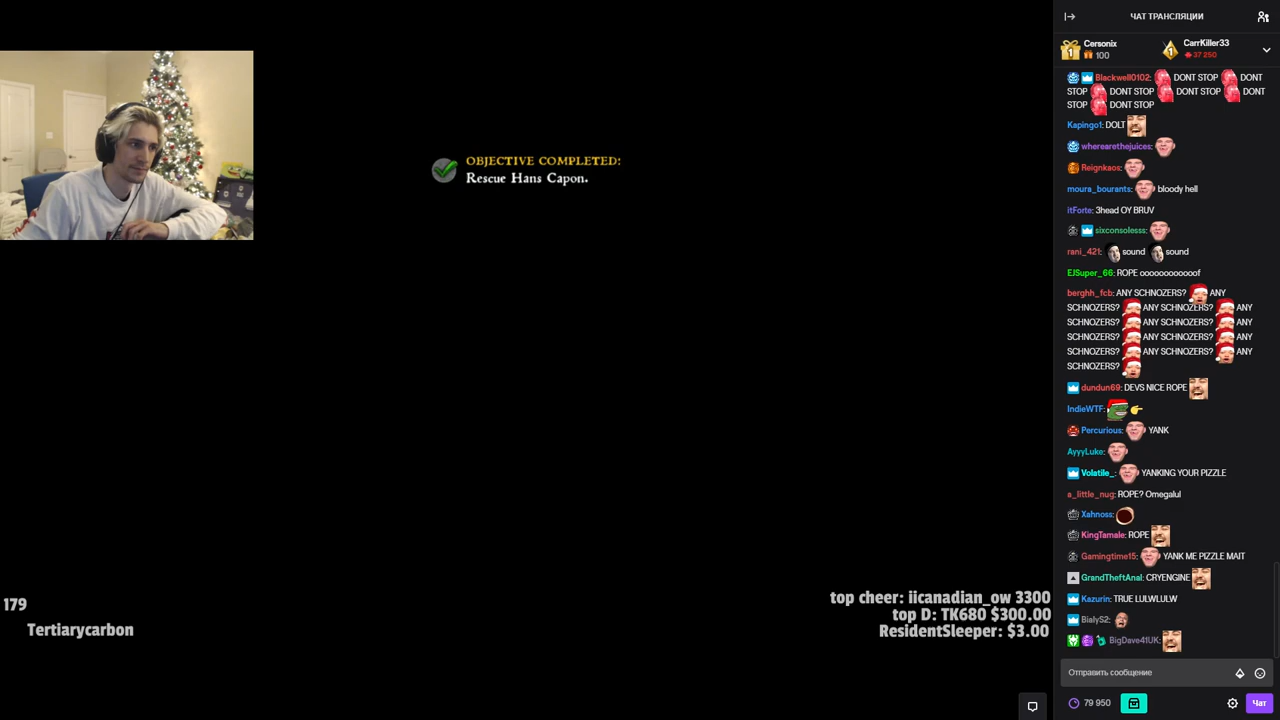 OBJECTIVE COMPLETED:
Rescue Hans Capon.
179
Tertiarycarbon
top cheer: iicanadian_ow 3300
top D: TK680 $300.00
ResidentSleeper: $3.00
ЧАТ ТРАНСЛЯЦИИ
Cersonix
100
CarrKiller33
37 250
Blackwell0102: DONT STOP DONT
STOP DONT STOP DONT STOP DONT
STOP DONT STOP
Kapingo1: DOLT
wherearethejuices:
Reignkaos:
moura_bourants: bloody hell
itForte: 3head OY BRUV
sixconsolesss:
rani_421: sound sound
EJSuper_66: ROPE oooooooooooof
berghh_fcb: ANY SCHNOZERS? ANY
SCHNOZERS? ANY SCHNOZERS? ANY
SCHNOZERS? ANY SCHNOZERS? ANY
SCHNOZERS? ANY SCHNOZERS? ANY
SCHNOZERS? ANY SCHNOZERS? ANY
SCHNOZERS?
dundun69: DEVS NICE ROPE
IndieWTF:
Percurious: YANK
AyyyLuke:
Volatile_: YANKING YOUR PIZZLE
a_little_nug: ROPE? Omegalul
Xahnoss:
KingTamale: ROPE
Gamingtime15: YANK ME PIZZLE MAIT
GrandTheftAnal: CRYENGINE
Kazurin: TRUE LULWLULW
BialyS2:
BigDave41UK:
Отправить сообщение
79 950
Чат